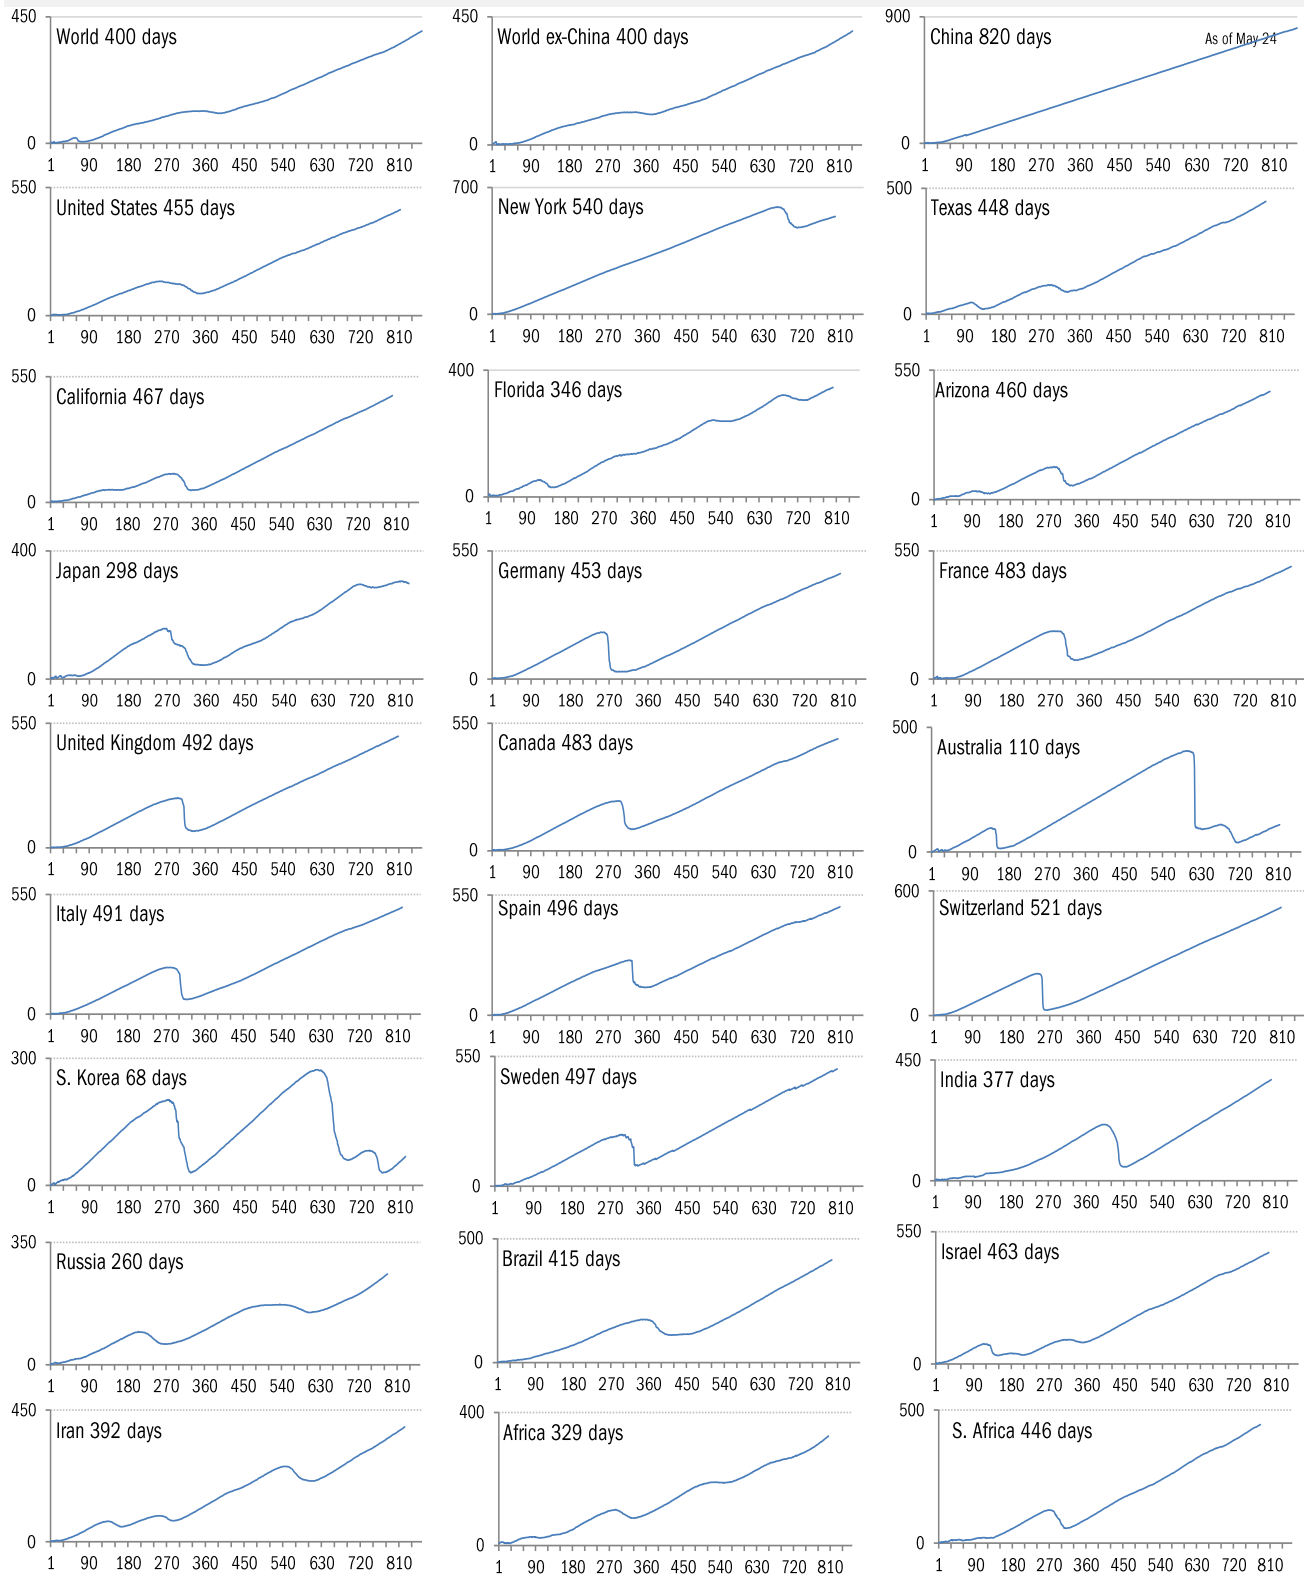 450
World 400 days
0
1 90 180 270 360 450 540 630 720 810
450
World ex-China 400 days
0
1 90 180 270 360 450 540 630 720 810
900
China 820 days
As of May 24
0
1 90 180 270 360 450 540 630 720 810
550
United States 455 days
0
1 90 180 270 360 450 540 630 720 810
700
New York 540 days
0
1 90 180 270 360 450 540 630 720 810
500
Texas 448 days
0
1 90 180 270 360 450 540 630 720 810
550
California 467 days
0
1 90 180 270 360 450 540 630 720 810
400
Florida 346 days
0
1 90 180 270 360 450 540 630 720 810
550
Arizona 460 days
0
1 90 180 270 360 450 540 630 720 810
400
Japan 298 days
0
1 90 180 270 360 450 540 630 720 810
550
Germany 453 days
0
1 90 180 270 360 450 540 630 720 810
550
France 483 days
0
1 90 180 270 360 450 540 630 720 810
550
United Kingdom 492 days
0
1 90 180 270 360 450 540 630 720 810
550
Canada 483 days
0
1 90 180 270 360 450 540 630 720 810
500
Australia 110 days
0
1 90 180 270 360 450 540 630 720 810
550
Italy 491 days
0
1 90 180 270 360 450 540 630 720 810
550
Spain 496 days
0
1 90 180 270 360 450 540 630 720 810
600
Switzerland 521 days
0
1 90 180 270 360 450 540 630 720 810
300
S. Korea 68 days
0
1 90 180 270 360 450 540 630 720 810
550
Sweden 497 days
0
1 90 180 270 360 450 540 630 720 810
450
India 377 days
0
1 90 180 270 360 450 540 630 720 810
350
Russia 260 days
0
1 90 180 270 360 450 540 630 720 810
500
Brazil 415 days
0
1 90 180 270 360 450 540 630 720 810
550
Israel 463 days
0
1 90 180 270 360 450 540 630 720 810
450
Iran 392 days
0
1 90 180 270 360 450 540 630 720 810
400
Africa 329 days
0
1 90 180 270 360 450 540 630 720 810
500
S. Africa 446 days
0
1 90 180 270 360 450 540 630 720 810